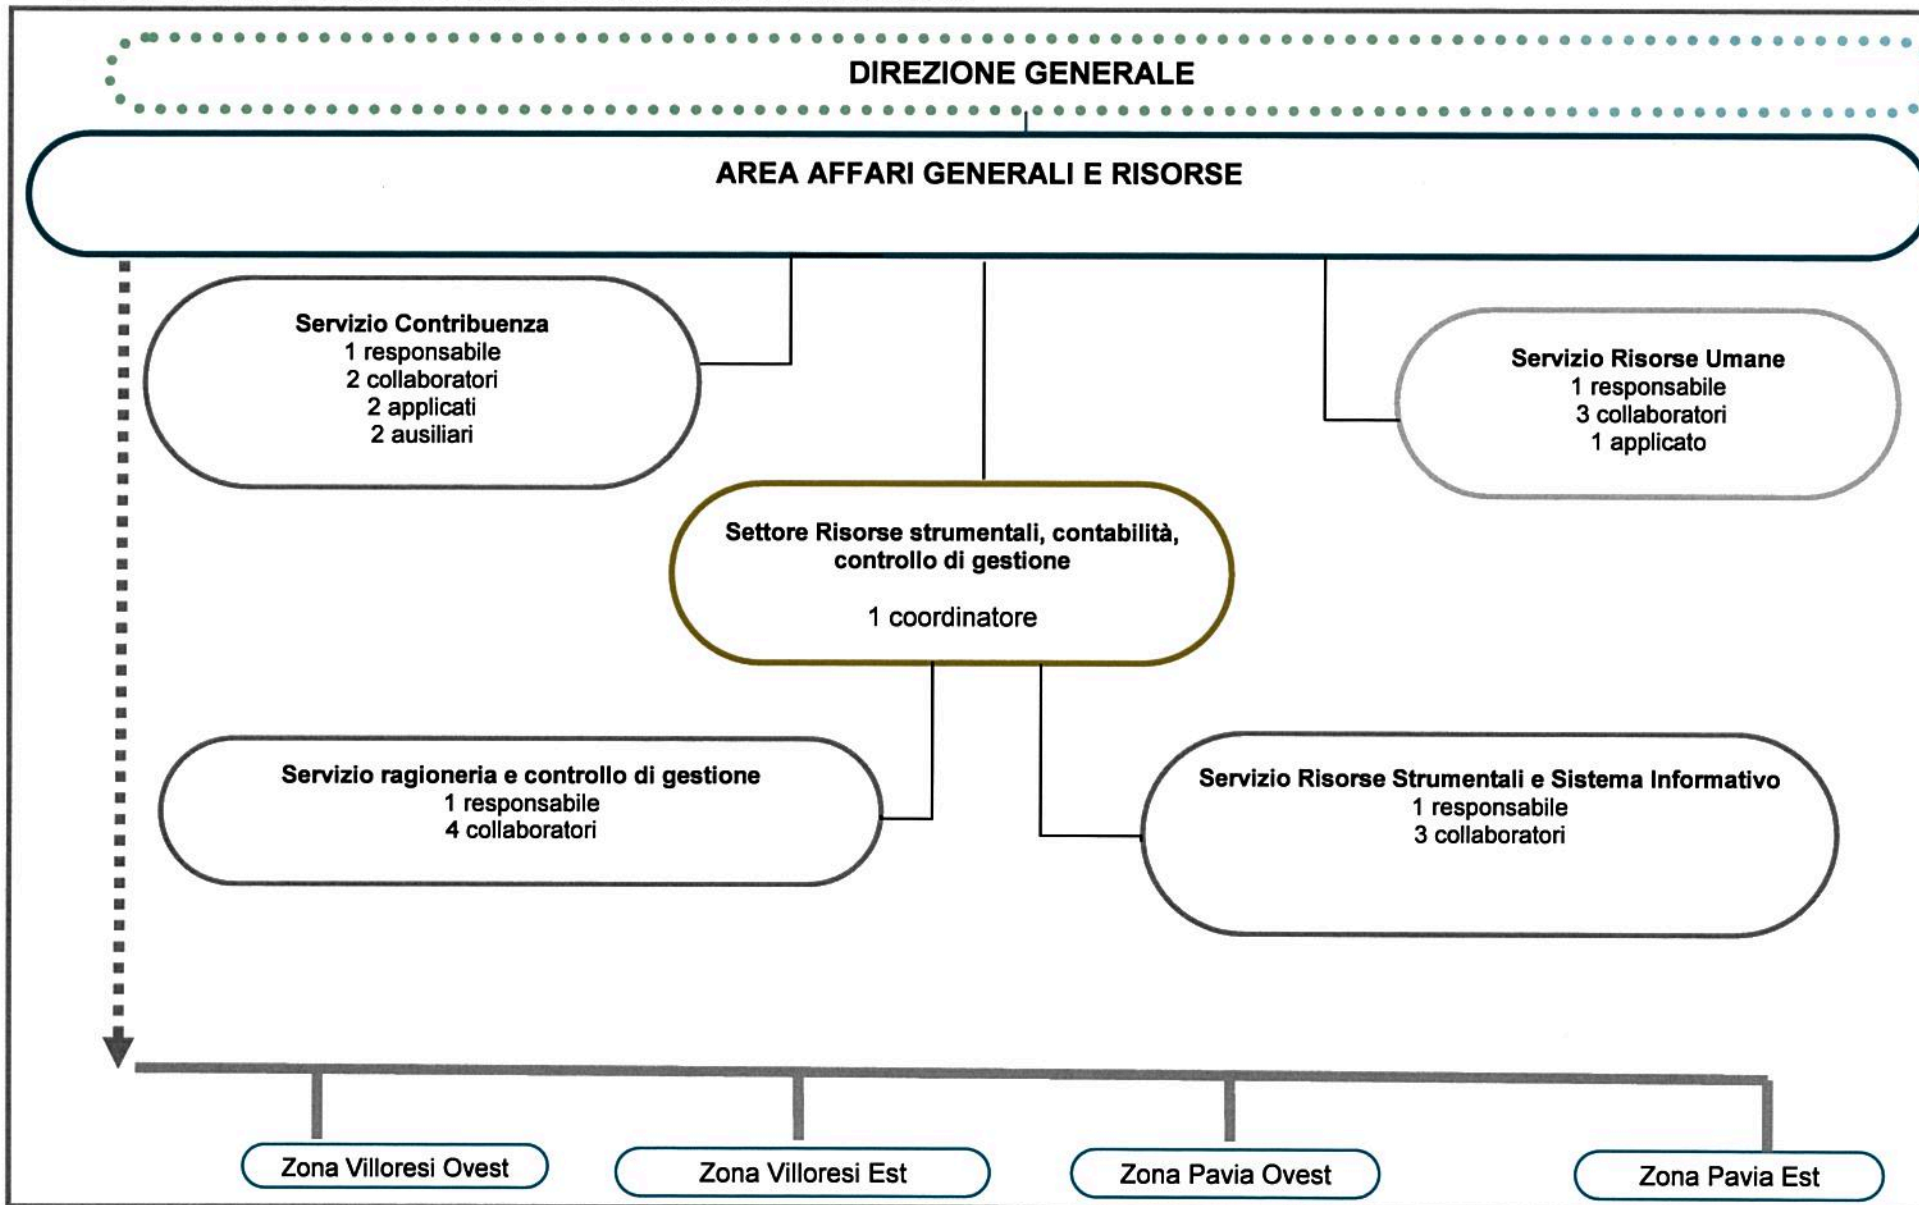 DIREZIONE GENERALE
AREA AFFARI GENERALI E RISORSE
Servizio Contribuenza
1 responsabile
2 collaboratori
2 applicati
2 ausiliari
Servizio Risorse Umane
1 responsabile
3 collaboratori
1 applicato
Settore Risorse strumentali, contabilità,
controllo di gestione
1 coordinatore
Servizio ragioneria e controllo di gestione
1 responsabile
4 collaboratori
Servizio Risorse Strumentali e Sistema Informativo
1 responsabile
3 collaboratori
Zona Villoresi Ovest
Zona Villoresi Est
Zona Pavia Ovest
Zona Pavia Est